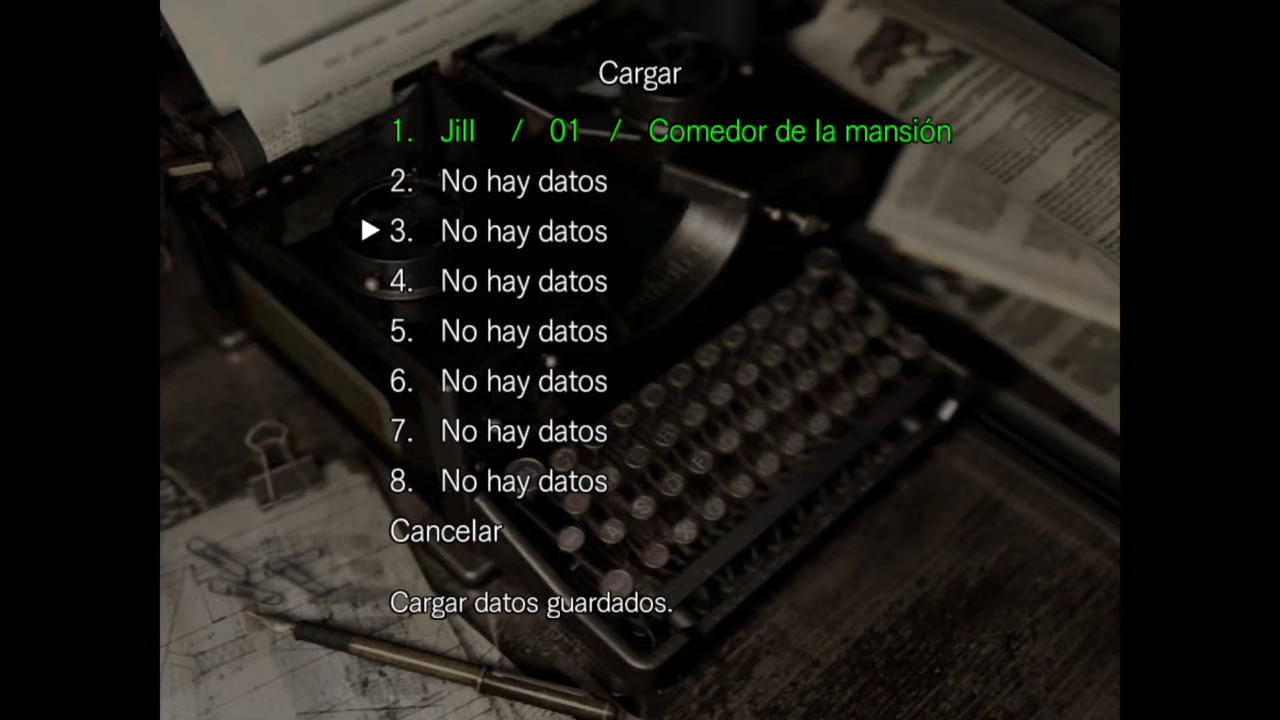 Cargar
1. Jill / 01 / Comedor de la mansión
2. No hay datos
3. No hay datos
4. No hay datos
5. No hay datos
6. No hay datos
7. No hay datos
8. No hay datos
Cancelar
Cargar datos guardados.